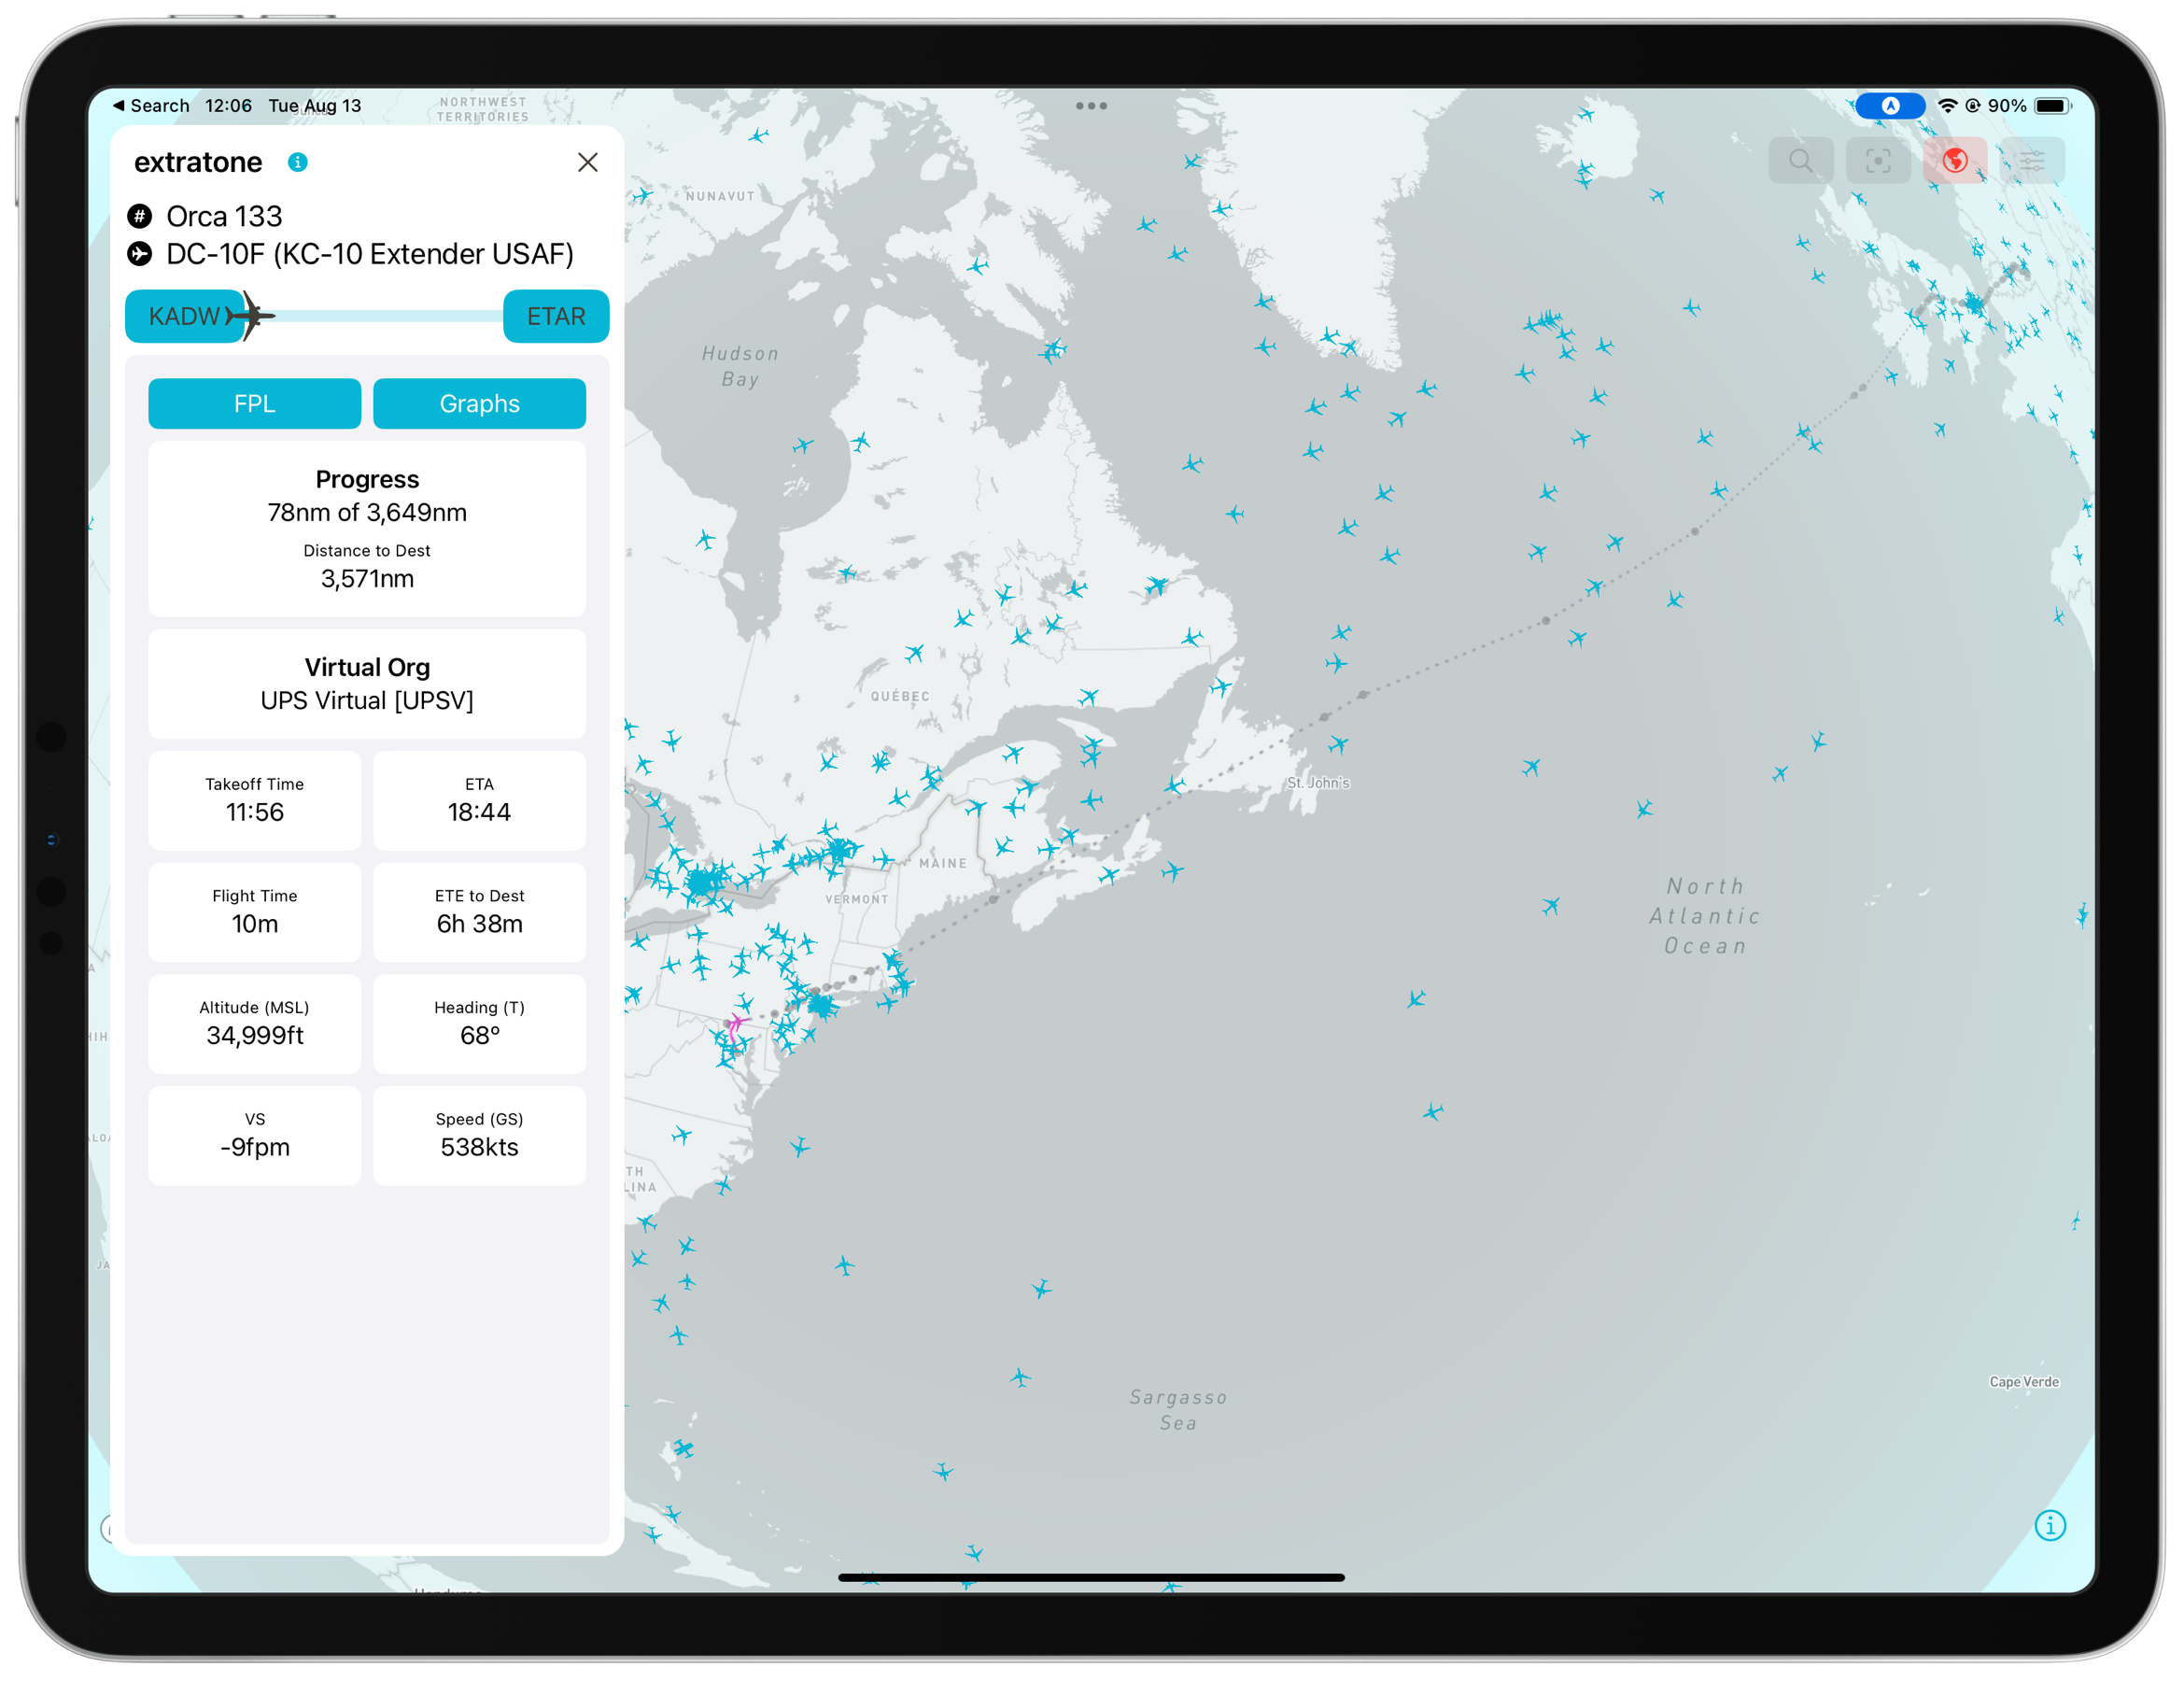 ◀ Search 12:06 Tue Aug 13
90%
extratone
Orca 133
DC-10F (KC-10 Extender USAF)
KADW
ETAR
FPL
Graphs
Progress
78nm of 3,649nm
Distance to Dest
3,571nm
Virtual Org
UPS Virtual [UPSV]
Takeoff Time
11:56
ETA
18:44
Flight Time
10m
ETE to Dest
6h 38m
Altitude (MSL)
34,999ft
Heading (T)
68°
VS
-9fpm
Speed (GS)
538kts
NORTHWEST
TERRITORIES
NUNAVUT
Hudson
Bay
QUÉBEC
St. John's
MAINE
VERMONT
North
Atlantic
Ocean
TH
LINA
Sargasso
Sea
Cape Verde